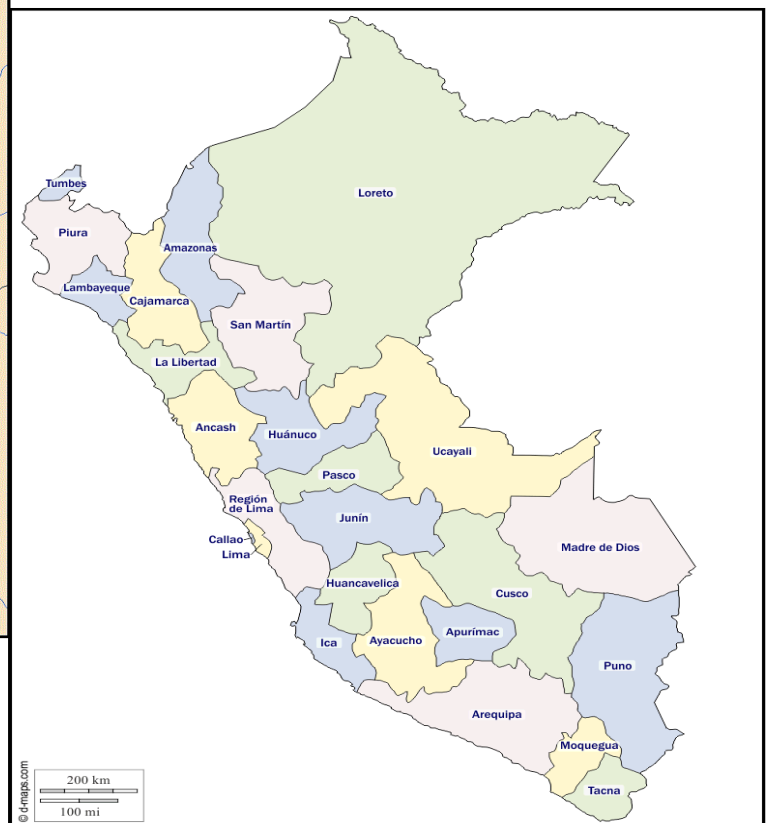 Tumbes
Loreto
Piura
Amazonas
Lambayeque
Cajamarca
San Martín
La Libertad
Ancash
Huánuco
Ucayali
Pasco
Región
de Lima
Junín
Callao
Lima
Madre de Dios
Huancavelica
Cusco
Ica
Ayacucho
Apurímac
Puno
Arequipa
Moquegua
Tacna
200 km
100 mi
© d-maps.com